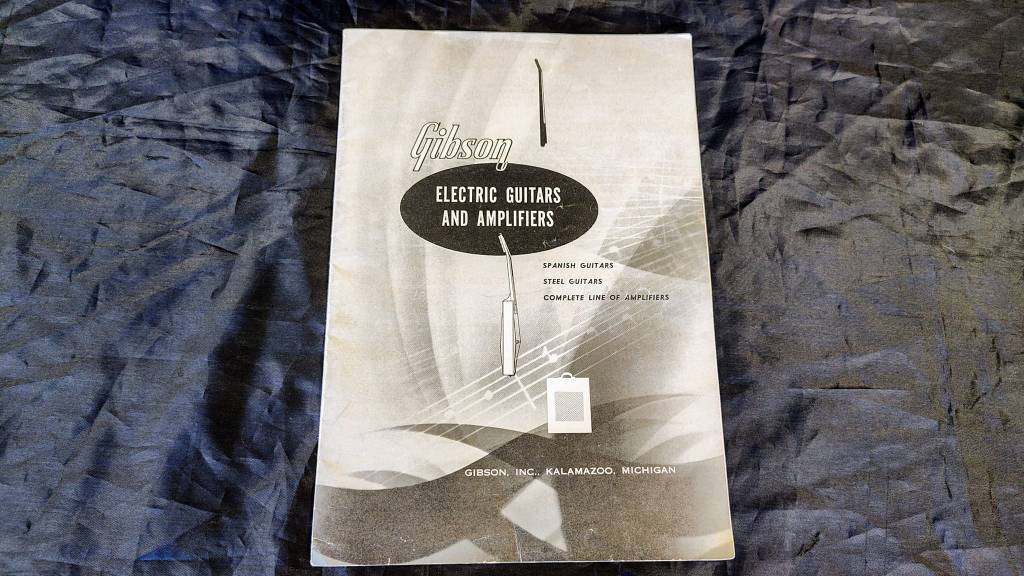 Gibson
ELECTRIC GUITARS
AND AMPLIFIERS
SPANISH GUITARS
STEEL GUITARS
COMPLETE LINE OF AMPLIFIERS
GIBSON, INC., KALAMAZOO, MICHIGAN